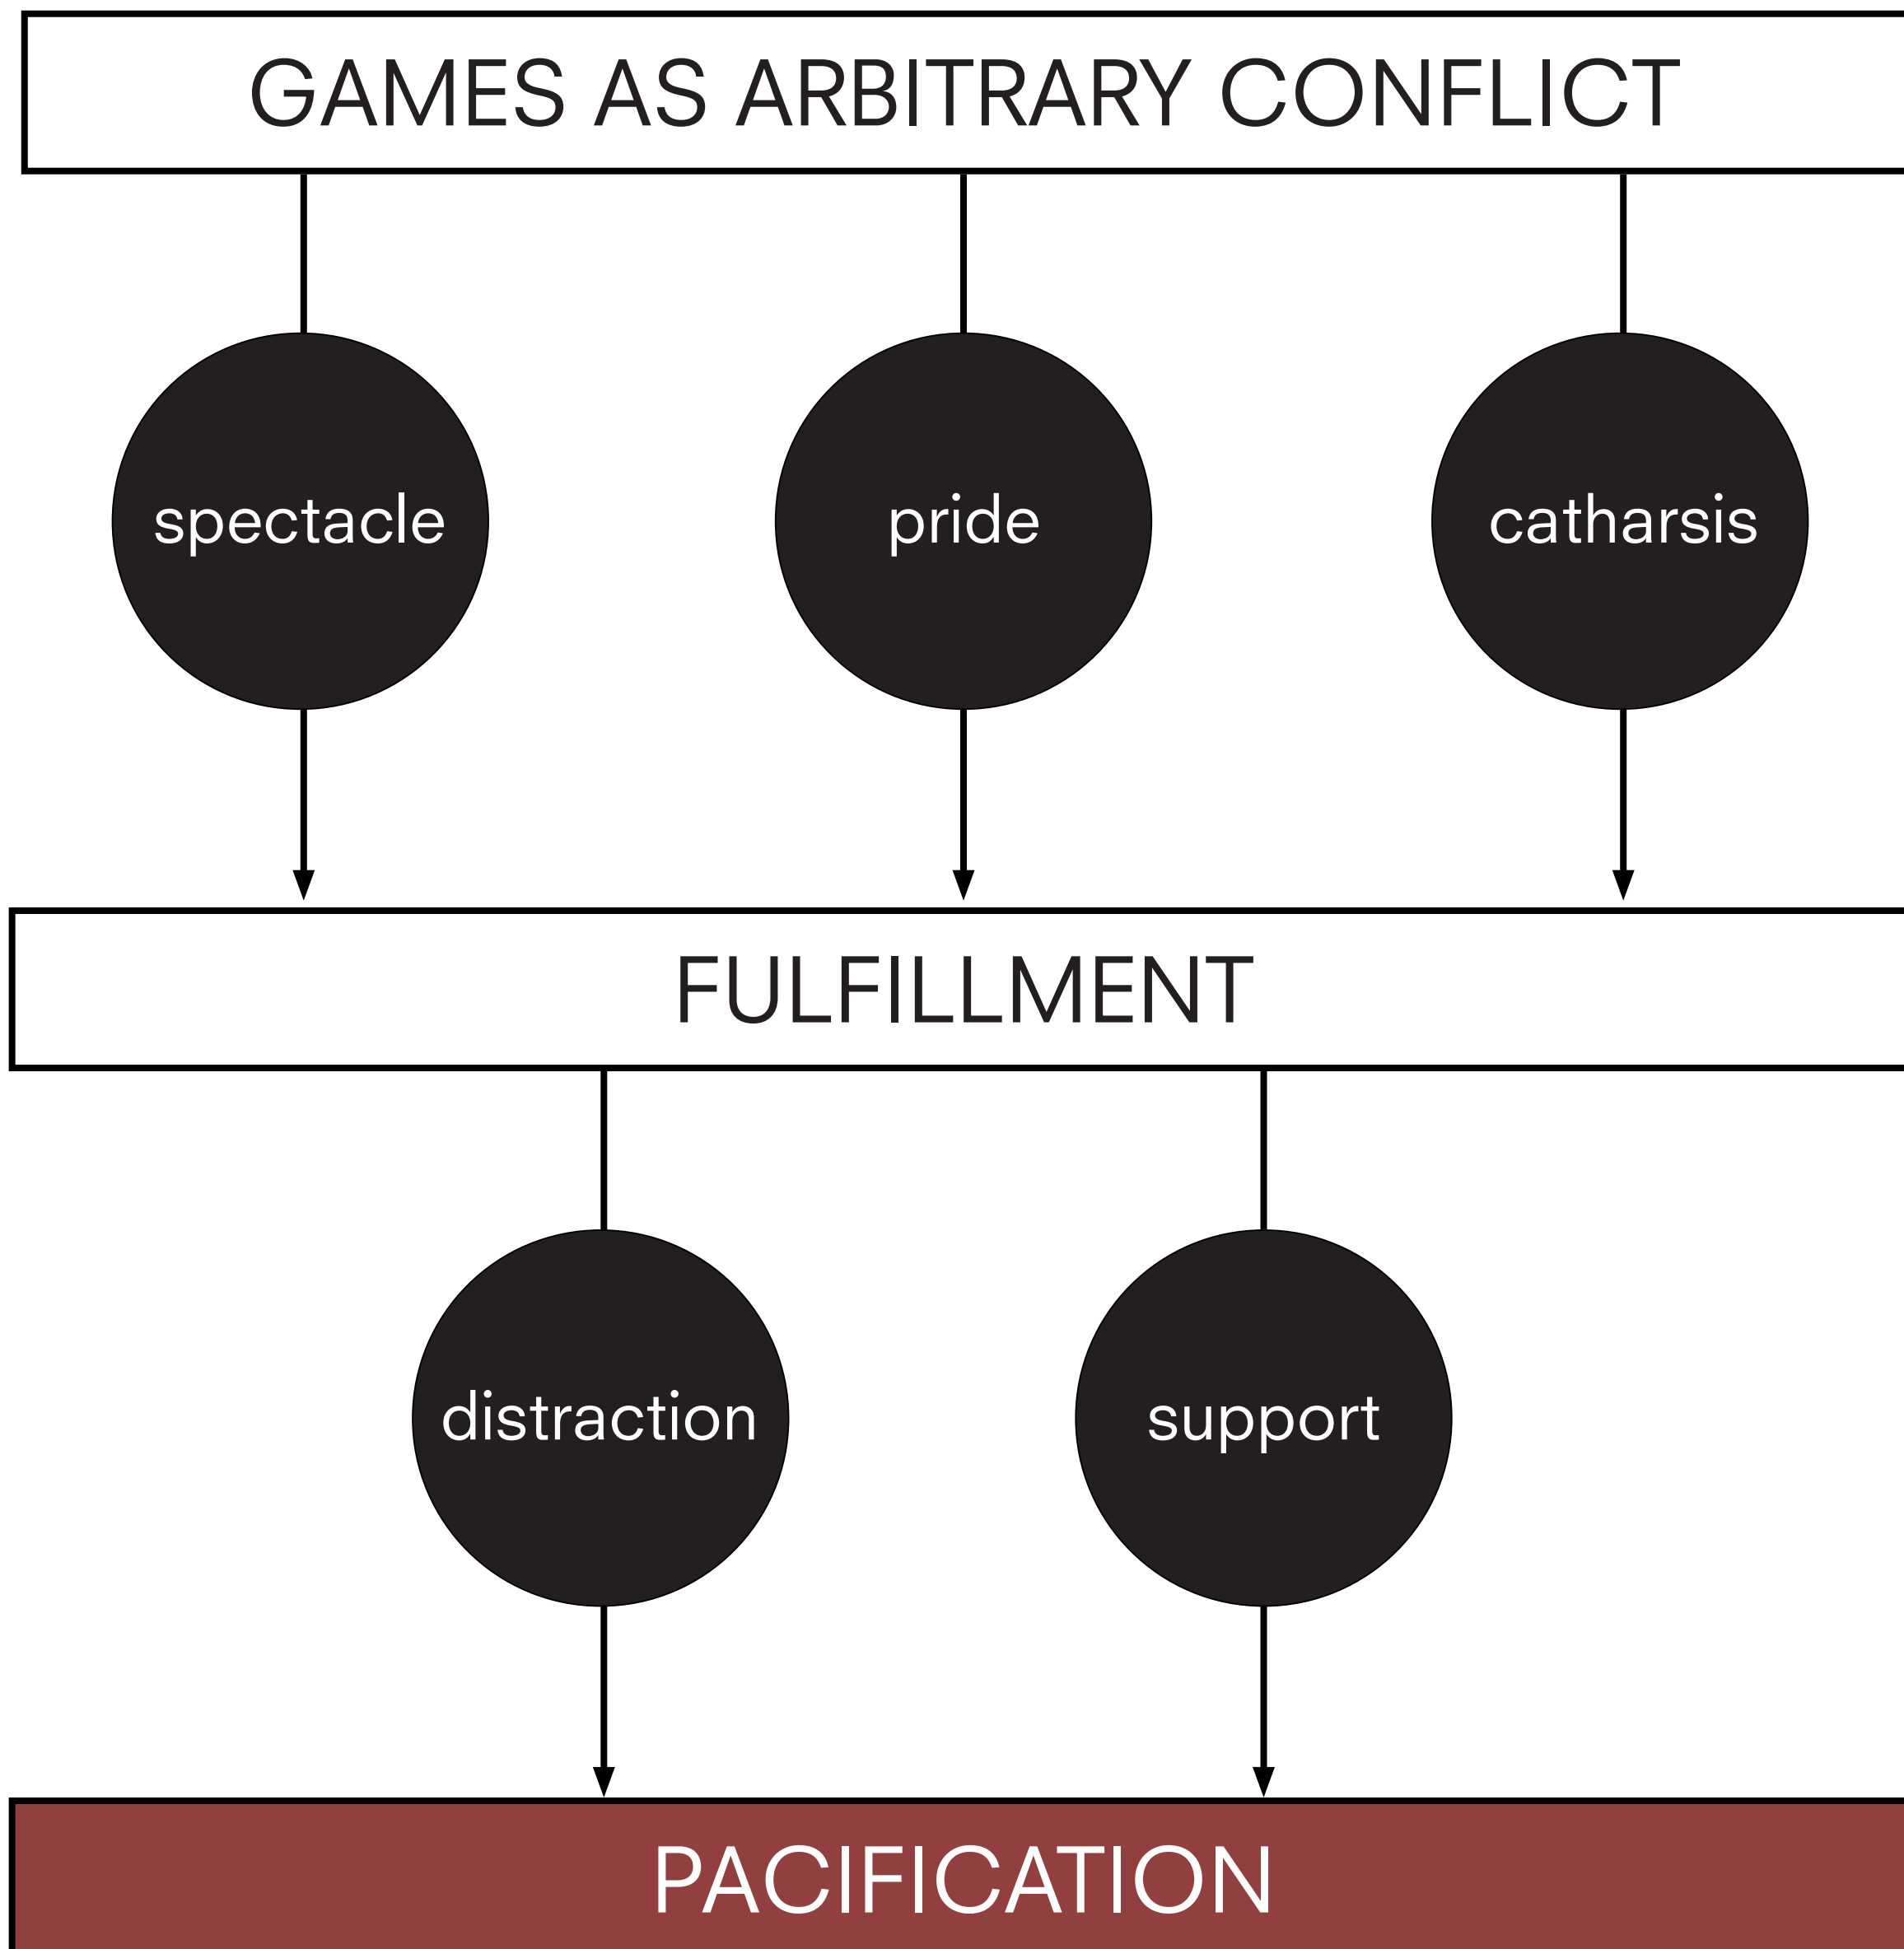 GAMES AS ARBITRARY CONFLICT
spectacle
pride
catharsis
FULFILLMENT
distraction
support
PACIFICATION